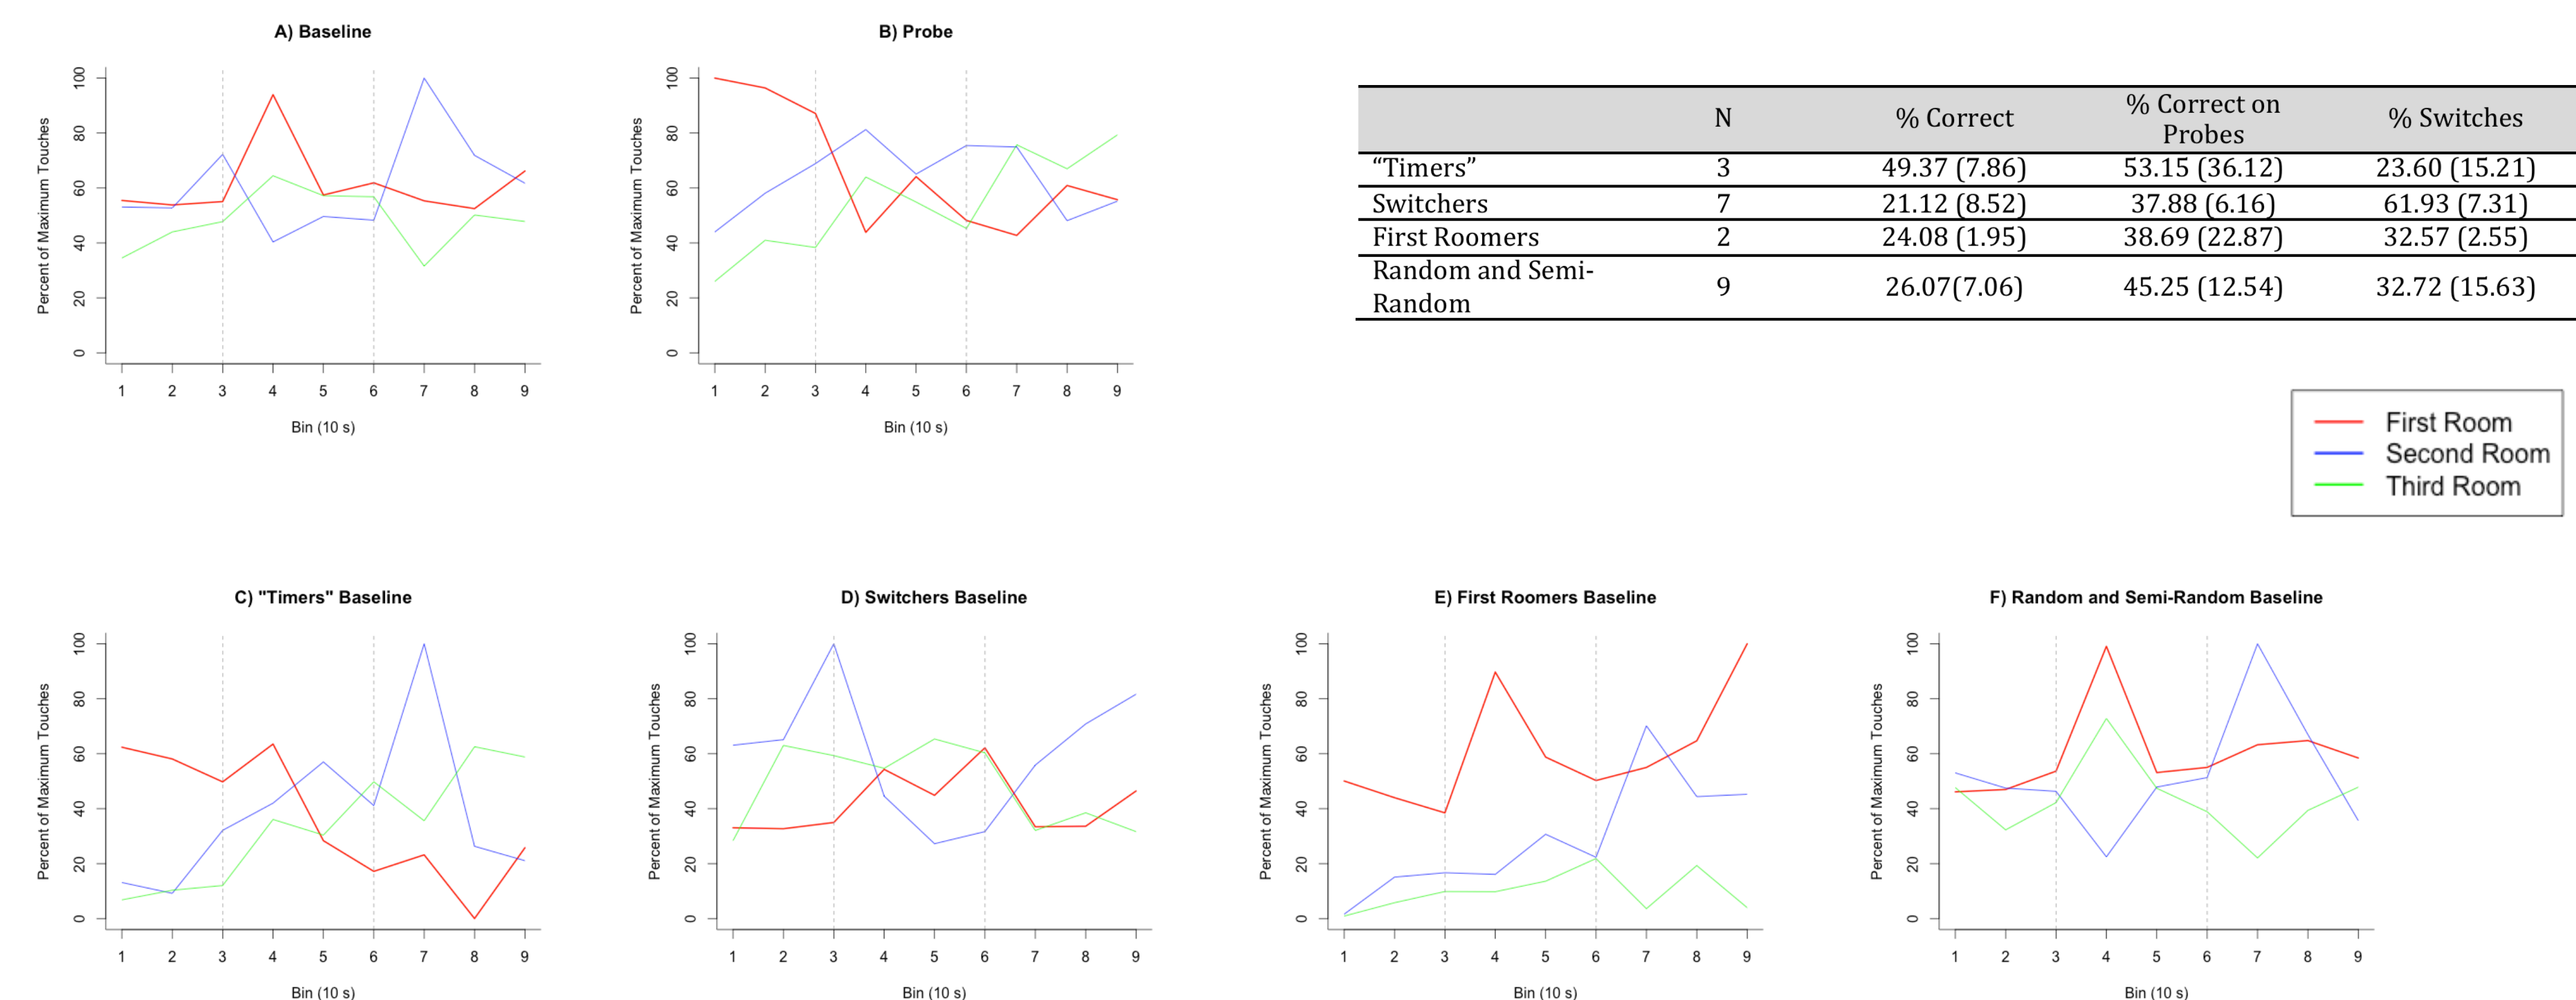 A) Baseline
Percent of Maximum Touches
100
80
60
40
20
0
1 2 3 4 5 6 7 8 9
Bin (10 s)
B) Probe
Percent of Maximum Touches
100
80
60
40
20
0
1 2 3 4 5 6 7 8 9
Bin (10 s)
N % Correct % Correct on Probes % Switches
“Timers” 3 49.37 (7.86) 53.15 (36.12) 23.60 (15.21)
Switchers 7 21.12 (8.52) 37.88 (6.16) 61.93 (7.31)
First Roomers 2 24.08 (1.95) 38.69 (22.87) 32.57 (2.55)
Random and Semi-
Random 9 26.07(7.06) 45.25 (12.54) 32.72 (15.63)
First Room
Second Room
Third Room
C) "Timers" Baseline
Percent of Maximum Touches
100
80
60
40
20
0
1 2 3 4 5 6 7 8 9
Bin (10 s)
D) Switchers Baseline
Percent of Maximum Touches
100
80
60
40
20
0
1 2 3 4 5 6 7 8 9
Bin (10 s)
E) First Roomers Baseline
Percent of Maximum Touches
100
80
60
40
20
0
1 2 3 4 5 6 7 8 9
Bin (10 s)
F) Random and Semi-Random Baseline
Percent of Maximum Touches
100
80
60
40
20
0
1 2 3 4 5 6 7 8 9
Bin (10 s)